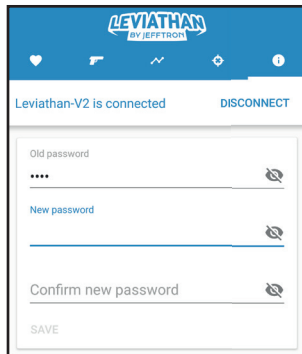 LEVIATHAN
BY JEFFTRON
Leviathan-V2 is connected DISCONNECT
Old password
••••
New password
Confirm new password
SAVE